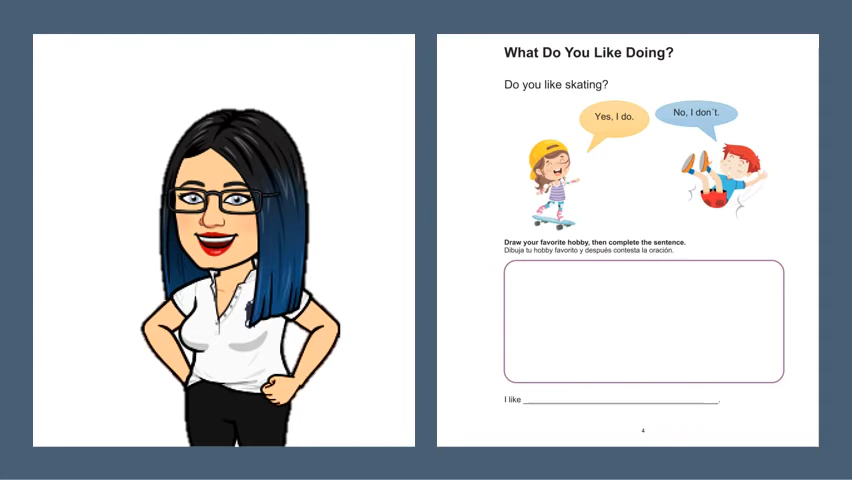 What Do You Like Doing?
Do you like skating?
Yes, I do.
No, I don´t.
Draw your favorite hobby, then complete the sentence.
Dibuja tu hobby favorito y después contesta la oración.
I like ________________________________________.
4